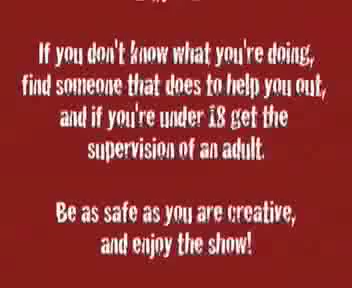 If you don't know what you're doing,
find someone that does to help you out,
and if you're under 18 get the
supervision of an adult.
Be as safe as you are creative,
and enjoy the show!